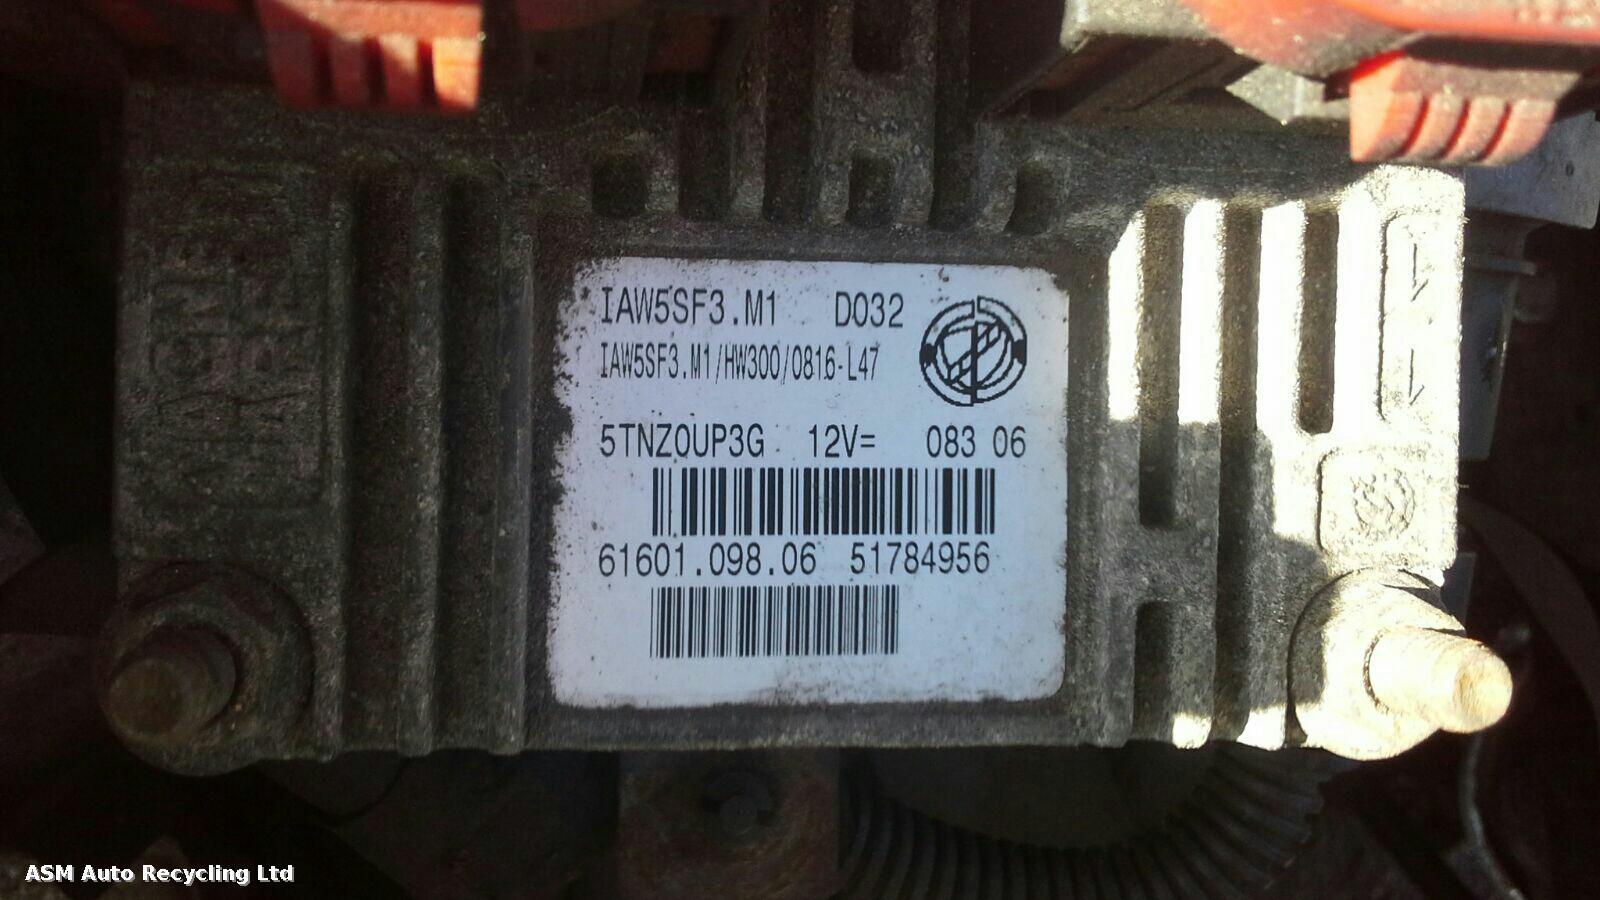 IAW5SF3.M1 D032
IAW5SF3.M1/HW300/0816-L47
5TNZ0UP3G 12V= 083 06
61601.098.06 51784956
ASM Auto Recycling Ltd